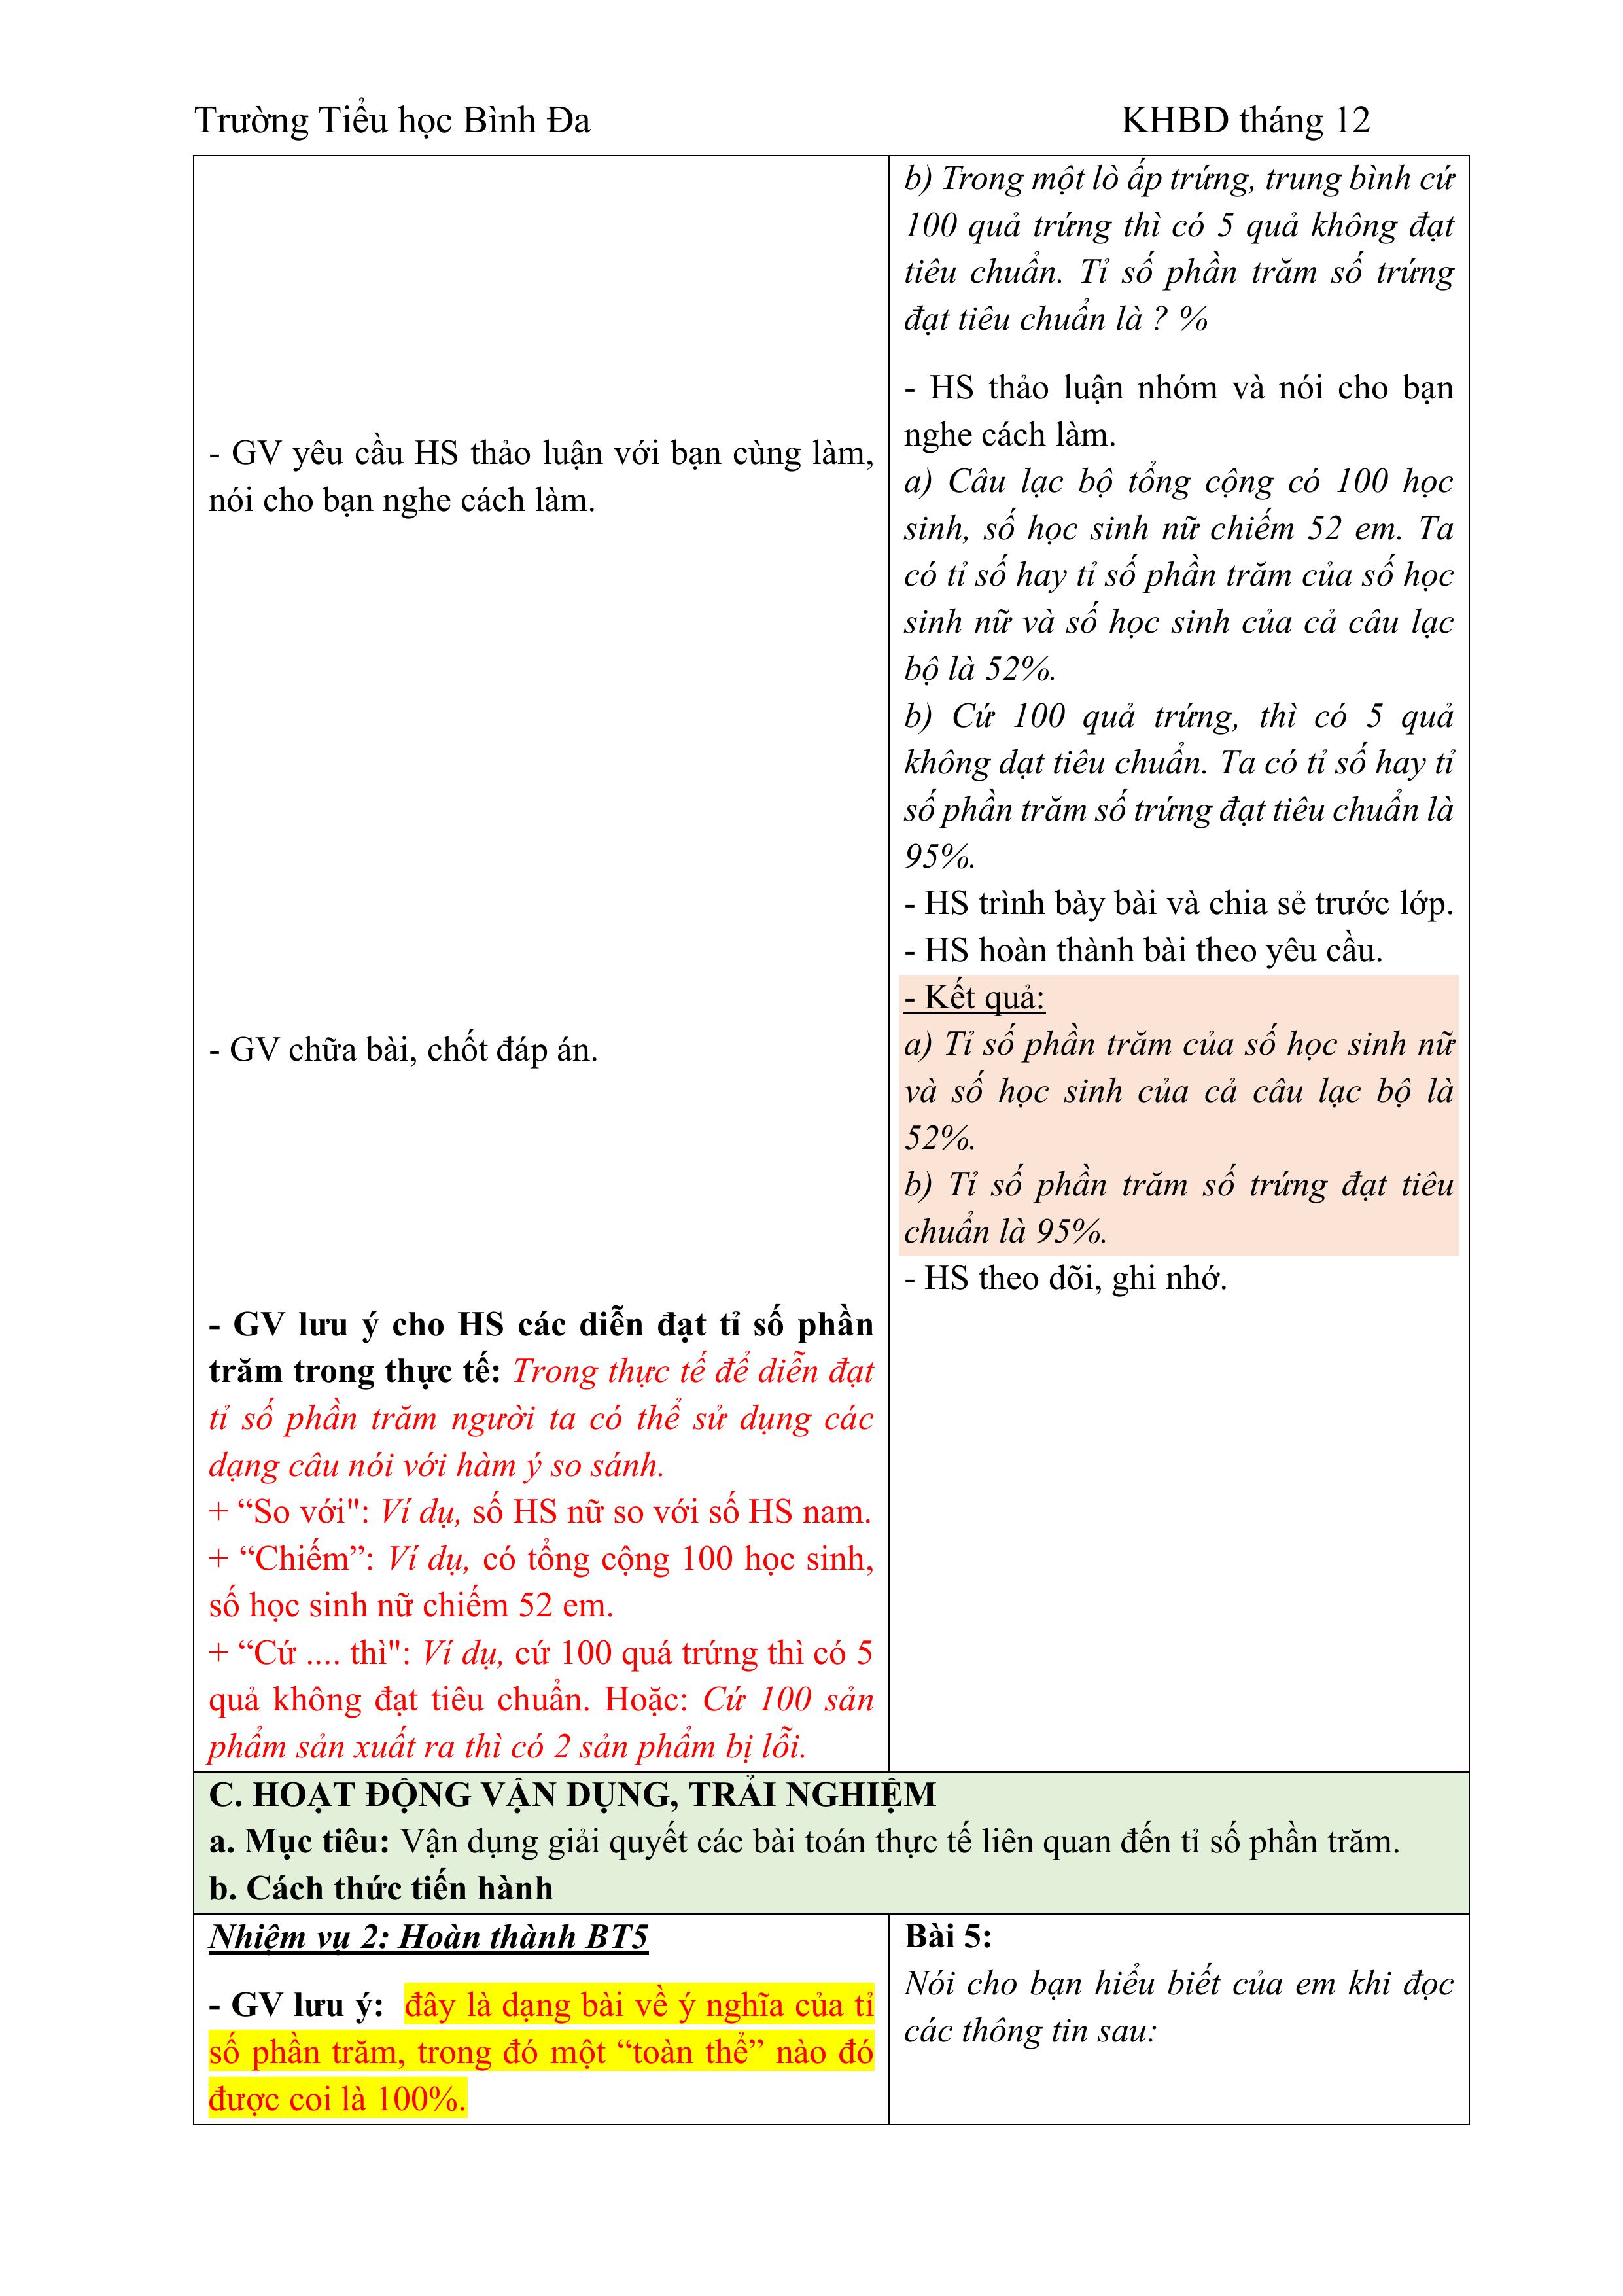 Trường Tiểu học Bình Đa
KHBD tháng 12
b) Trong một lò ấp trứng, trung bình cứ
100 quả trứng thì có 5 quả không đạt
tiêu chuẩn. Tỉ số phần trăm số trứng
đạt tiêu chuẩn là ? %
- GV yêu cầu HS thảo luận với bạn cùng làm,
nói cho bạn nghe cách làm.
- HS thảo luận nhóm và nói cho bạn
nghe cách làm.
a) Câu lạc bộ tổng cộng có 100 học
sinh, số học sinh nữ chiếm 52 em. Ta
có tỉ số hay tỉ số phần trăm của số học
sinh nữ và số học sinh của cả câu lạc
bộ là 52%.
b) Cứ 100 quả trứng, thì có 5 quả
không dạt tiêu chuẩn. Ta có tỉ số hay tỉ
số phần trăm số trứng đạt tiêu chuẩn là
95%.
- HS trình bày bài và chia sẻ trước lớp.
- HS hoàn thành bài theo yêu cầu.
- GV chữa bài, chốt đáp án.
- Kết quả:
a) Tỉ số phần trăm của số học sinh nữ
và số học sinh của cả câu lạc bộ là
52%.
b) Tỉ số phần trăm số trứng đạt tiêu
chuẩn là 95%.
- HS theo dõi, ghi nhớ.
- GV lưu ý cho HS các diễn đạt tỉ số phần
trăm trong thực tế: Trong thực tế để diễn đạt
tỉ số phần trăm người ta có thể sử dụng các
dạng câu nói với hàm ý so sánh.
+ “So với": Ví dụ, số HS nữ so với số HS nam.
+ “Chiếm”: Ví dụ, có tổng cộng 100 học sinh,
số học sinh nữ chiếm 52 em.
+ “Cứ .... thì": Ví dụ, cứ 100 quá trứng thì có 5
quả không đạt tiêu chuẩn. Hoặc: Cứ 100 sản
phẩm sản xuất ra thì có 2 sản phẩm bị lỗi.
C. HOẠT ĐỘNG VẬN DỤNG, TRẢI NGHIỆM
a. Mục tiêu: Vận dụng giải quyết các bài toán thực tế liên quan đến tỉ số phần trăm.
b. Cách thức tiến hành
Nhiệm vụ 2: Hoàn thành BT5
- GV lưu ý: đây là dạng bài về ý nghĩa của tỉ
số phần trăm, trong đó một “toàn thể” nào đó
được coi là 100%.
Bài 5:
Nói cho bạn hiểu biết của em khi đọc
các thông tin sau: